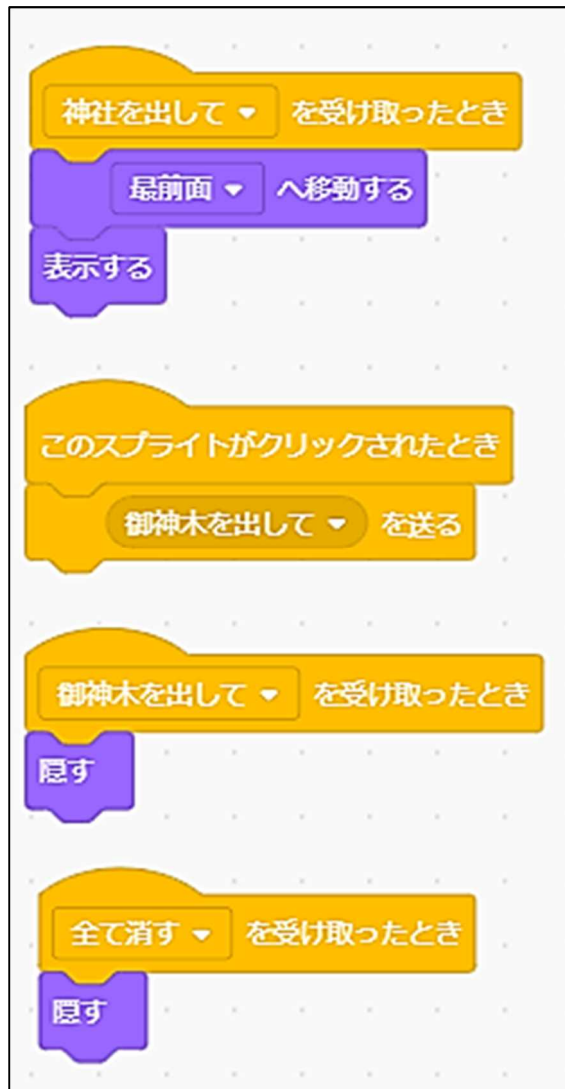 神社を出して を受け取ったとき
最前面 へ移動する
表示する
このスプライトがクリックされたとき
御神木を出して を送る
御神木を出して を受け取ったとき
隠す
全て消す を受け取ったとき
隠す